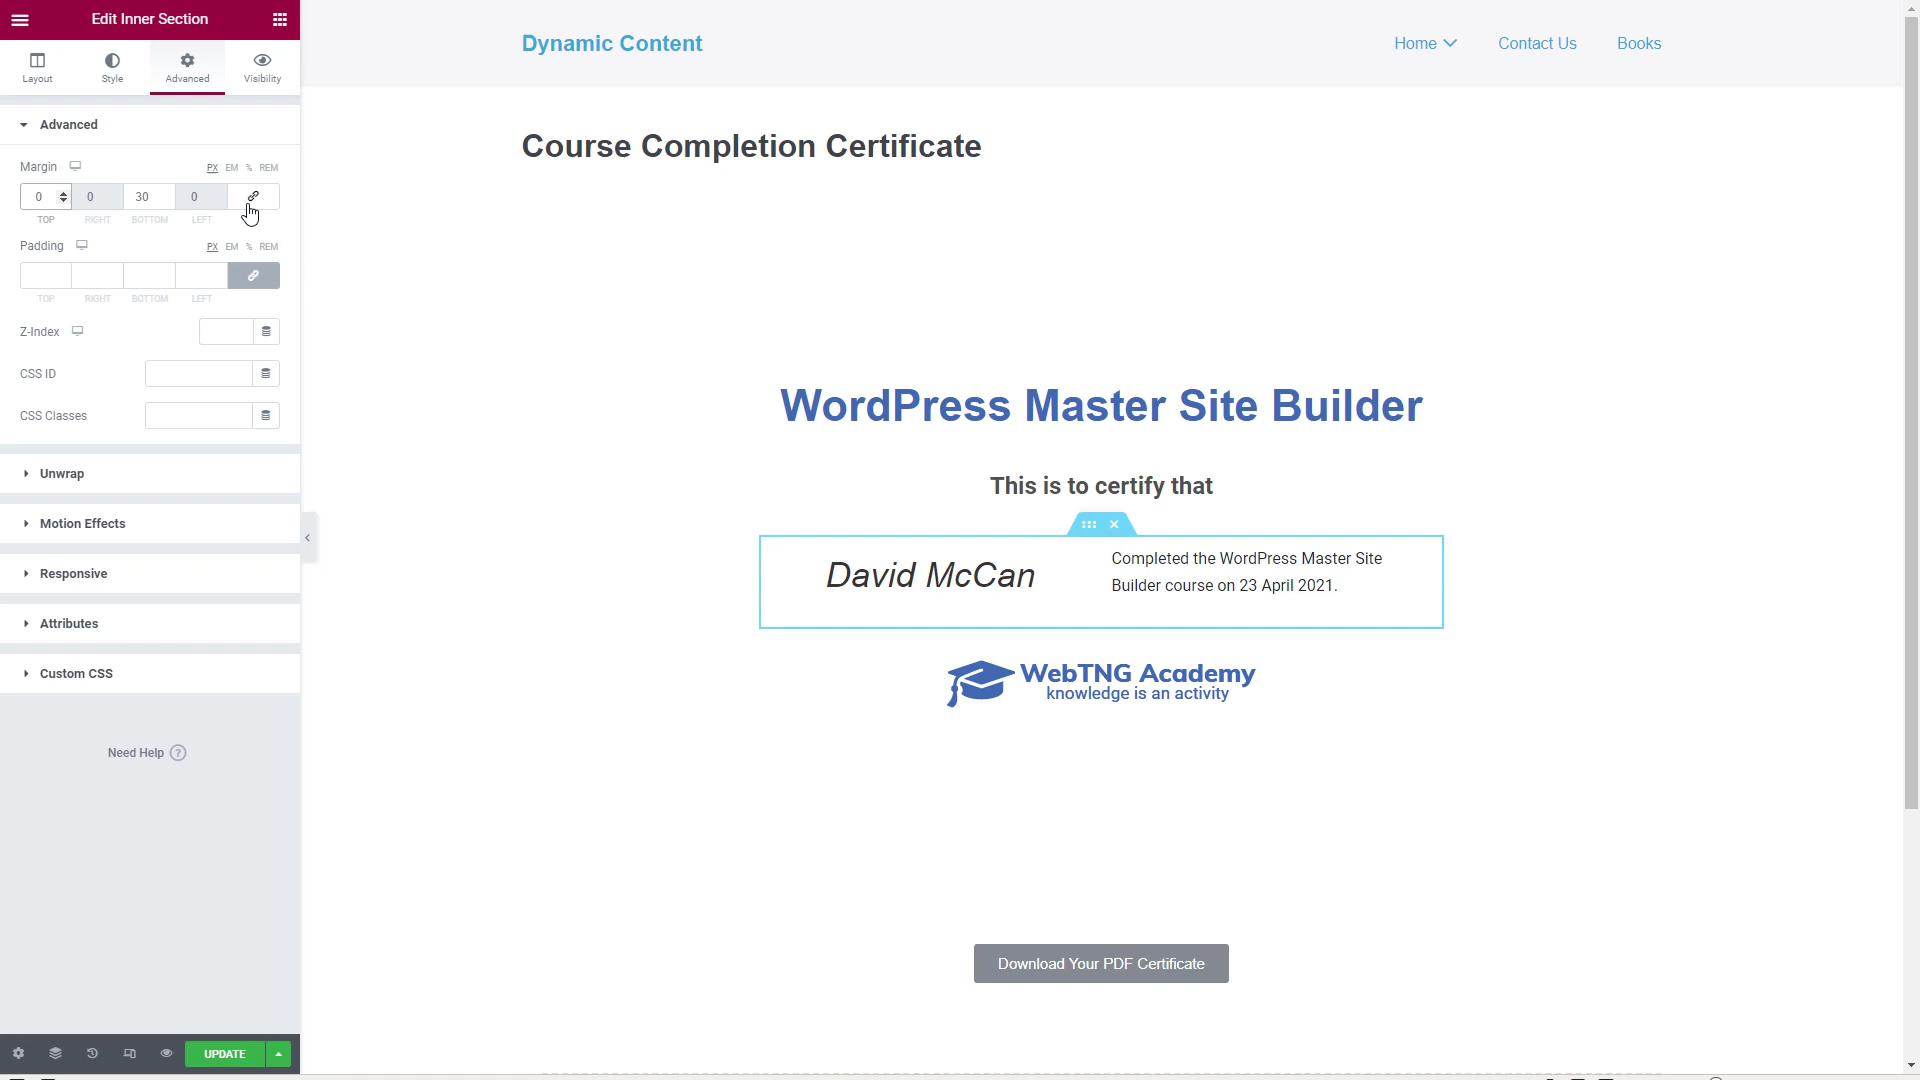 Edit Inner Section
Layout
Style
Advanced
Visibility
Advanced
Margin
PX EM % REM
0 0 30 0
TOP RIGHT BOTTOM LEFT
Padding
PX EM % REM
TOP RIGHT BOTTOM LEFT
Z-Index
CSS ID
CSS Classes
Unwrap
Motion Effects
Responsive
Attributes
Custom CSS
Need Help ?
UPDATE
Dynamic Content
Home
Contact Us
Books
Course Completion Certificate
WordPress Master Site Builder
This is to certify that
David McCan
Completed the WordPress Master Site
Builder course on 23 April 2021.
WebTNG Academy
knowledge is an activity
Download Your PDF Certificate